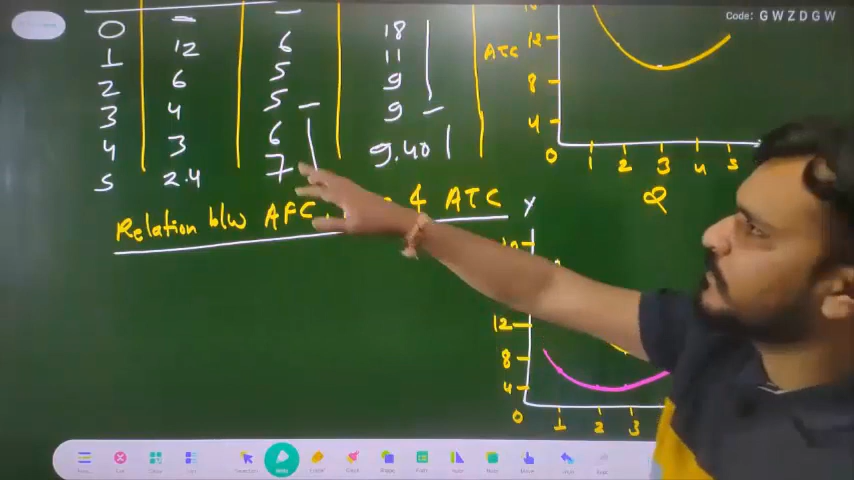 Code: G W Z D G W
0 – 6 18
1 12 5 11
2 6 5 9
3 4 6 9
4 3 7 9.40
5 2.4
Relation b/w AFC, & ATC
ATC
12
8
4
0 1 2 3 4 5
Q
Y
12
8
4
0 1 2 3